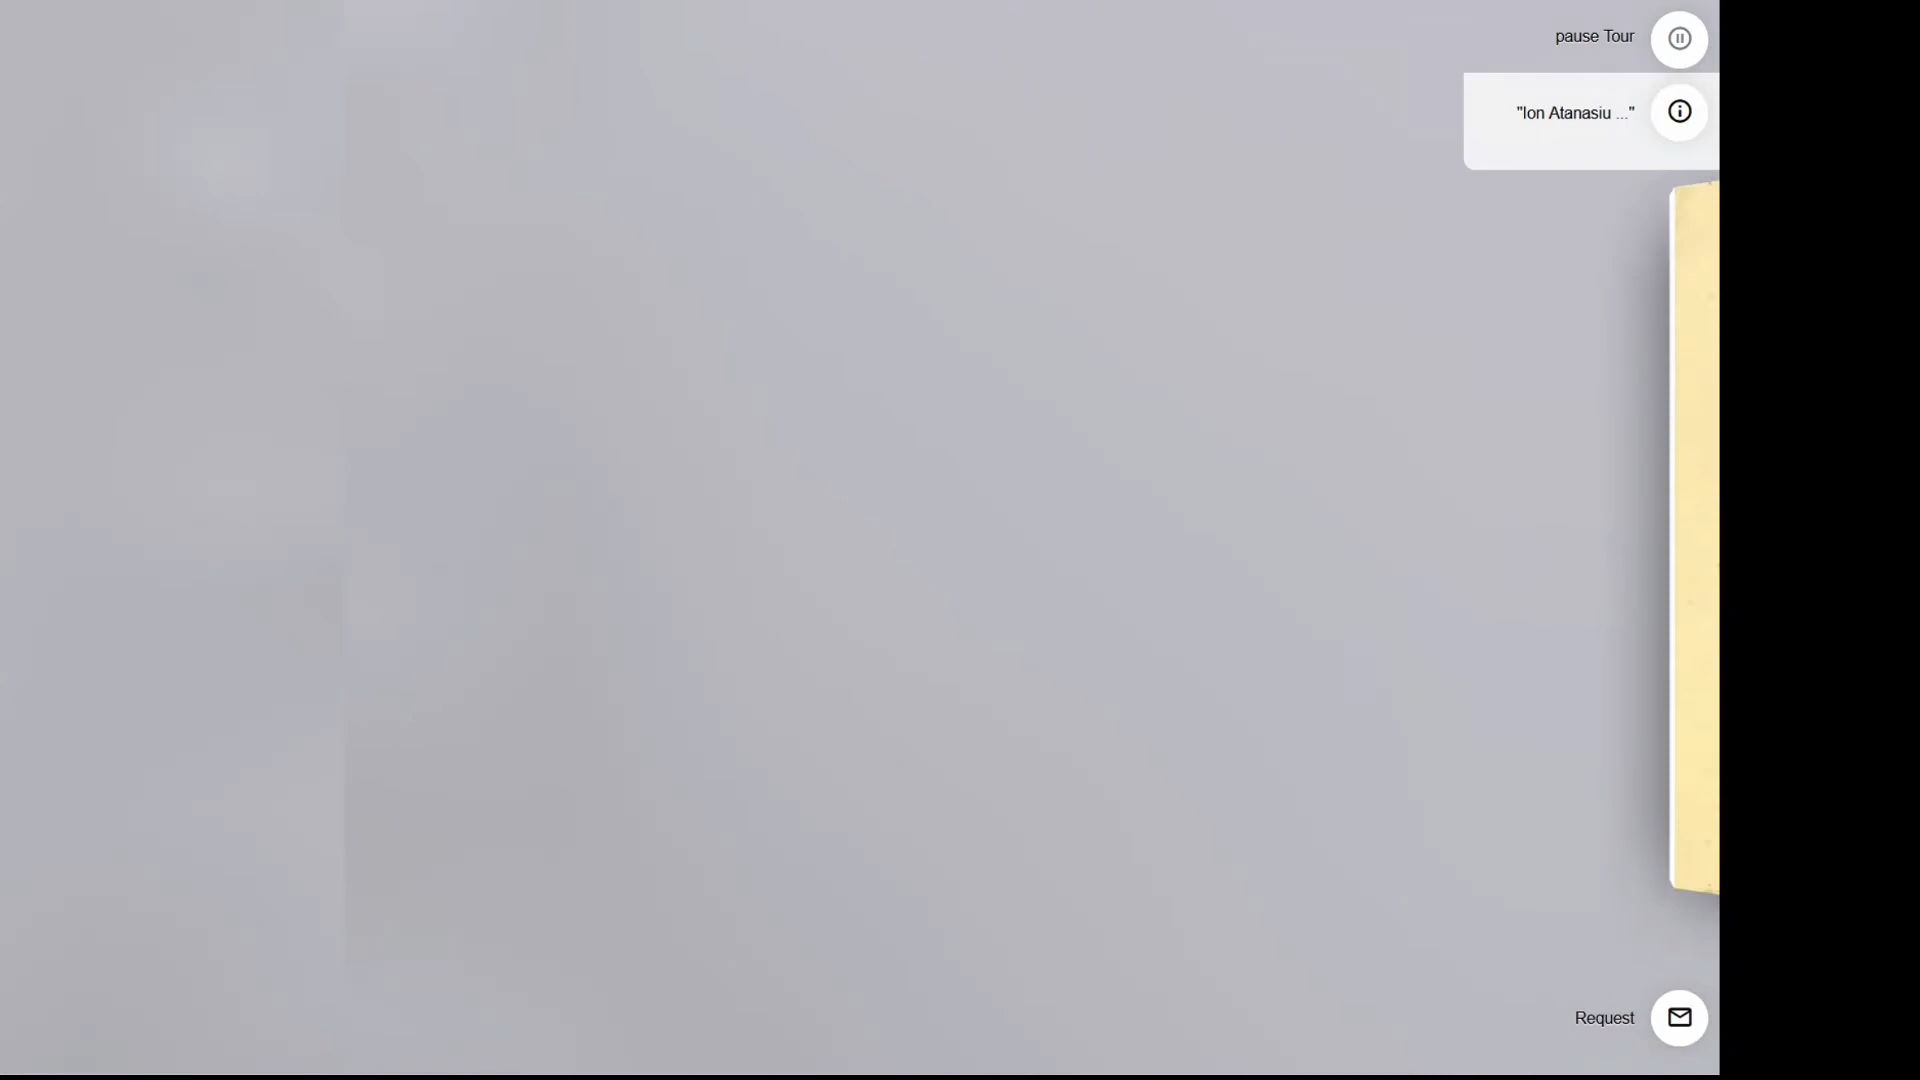 pause Tour
"Ion Atanasiu ..."
Request